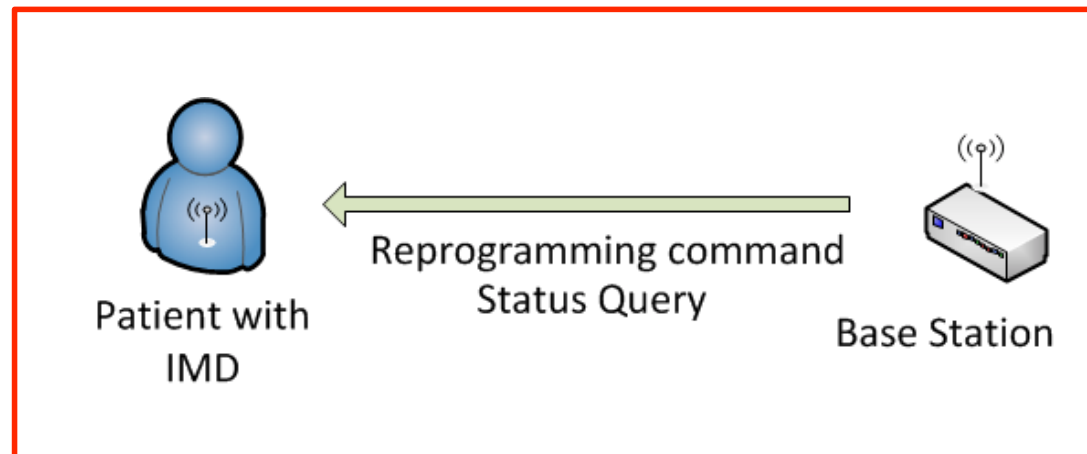 Reprogramming command
Status Query
Patient with
IMD
Base Station